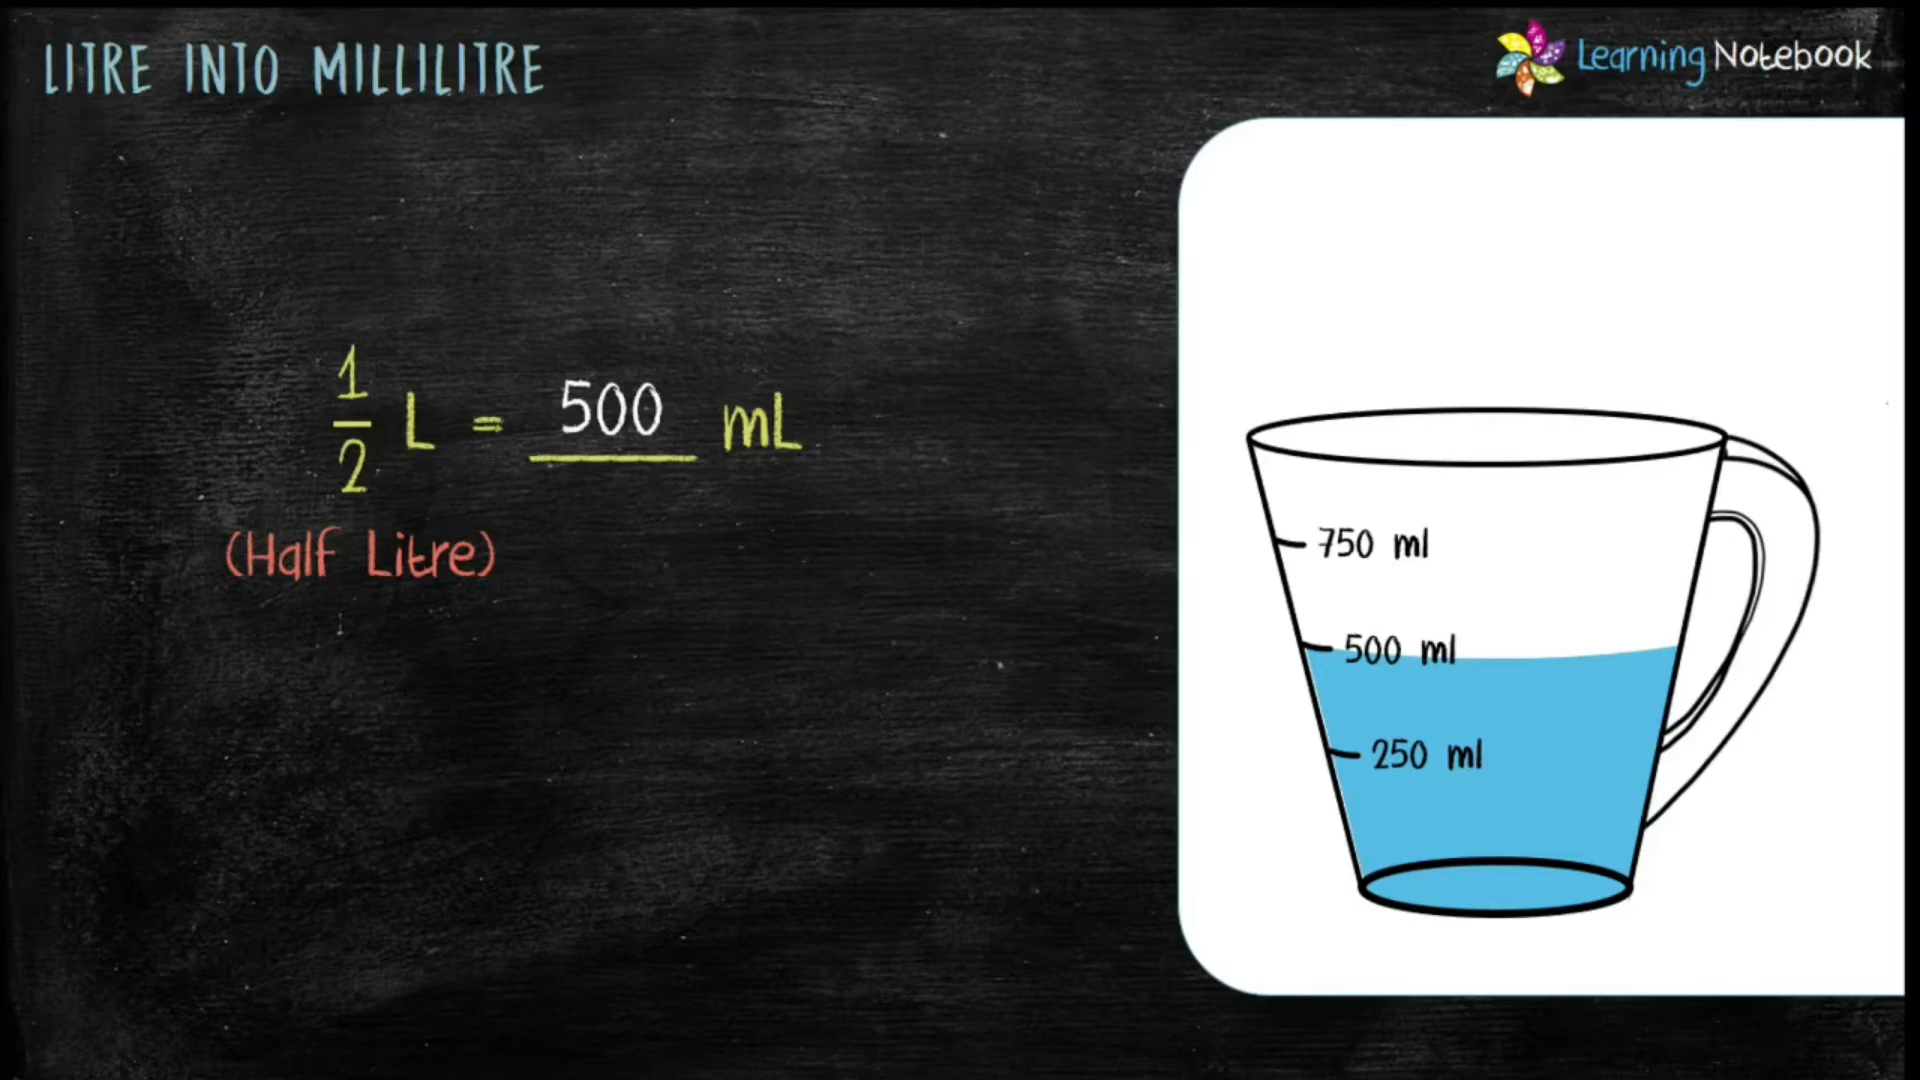 LITRE INTO MILLILITRE
Learning Notebook
1/2 L = 500 mL
(Half Litre)
750 ml
500 ml
250 ml